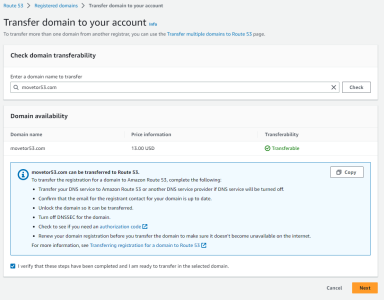 Route 53 > Registered domains > Transfer domain to your account
Transfer domain to your account Info
To transfer more than one domain from another registrar, you can use the Transfer multiple domains to Route 53 page.
Check domain transferability
Enter a domain name to transfer
movetor53.com
Check
Domain availability
Domain name Price information Transferability
movetor53.com 13.00 USD Transferable
movetor53.com can be transferred to Route 53.
Copy
To transfer the registration for a domain to Amazon Route 53, complete the following:
• Transfer your DNS service to Amazon Route 53 or another DNS service provider if DNS service will be turned off.
• Confirm that the email for the registrant contact for your domain is up to date.
• Unlock the domain so it can be transferred.
• Turn off DNSSEC for the domain.
• Check to see if you need an authorization code
• Renew your domain registration before you transfer the domain to make sure it doesn't become unavailable on the internet.
For more information, see Transferring registration for a domain to Route 53
I verify that these steps have been completed and I am ready to transfer in the selected domain.
Cancel Next